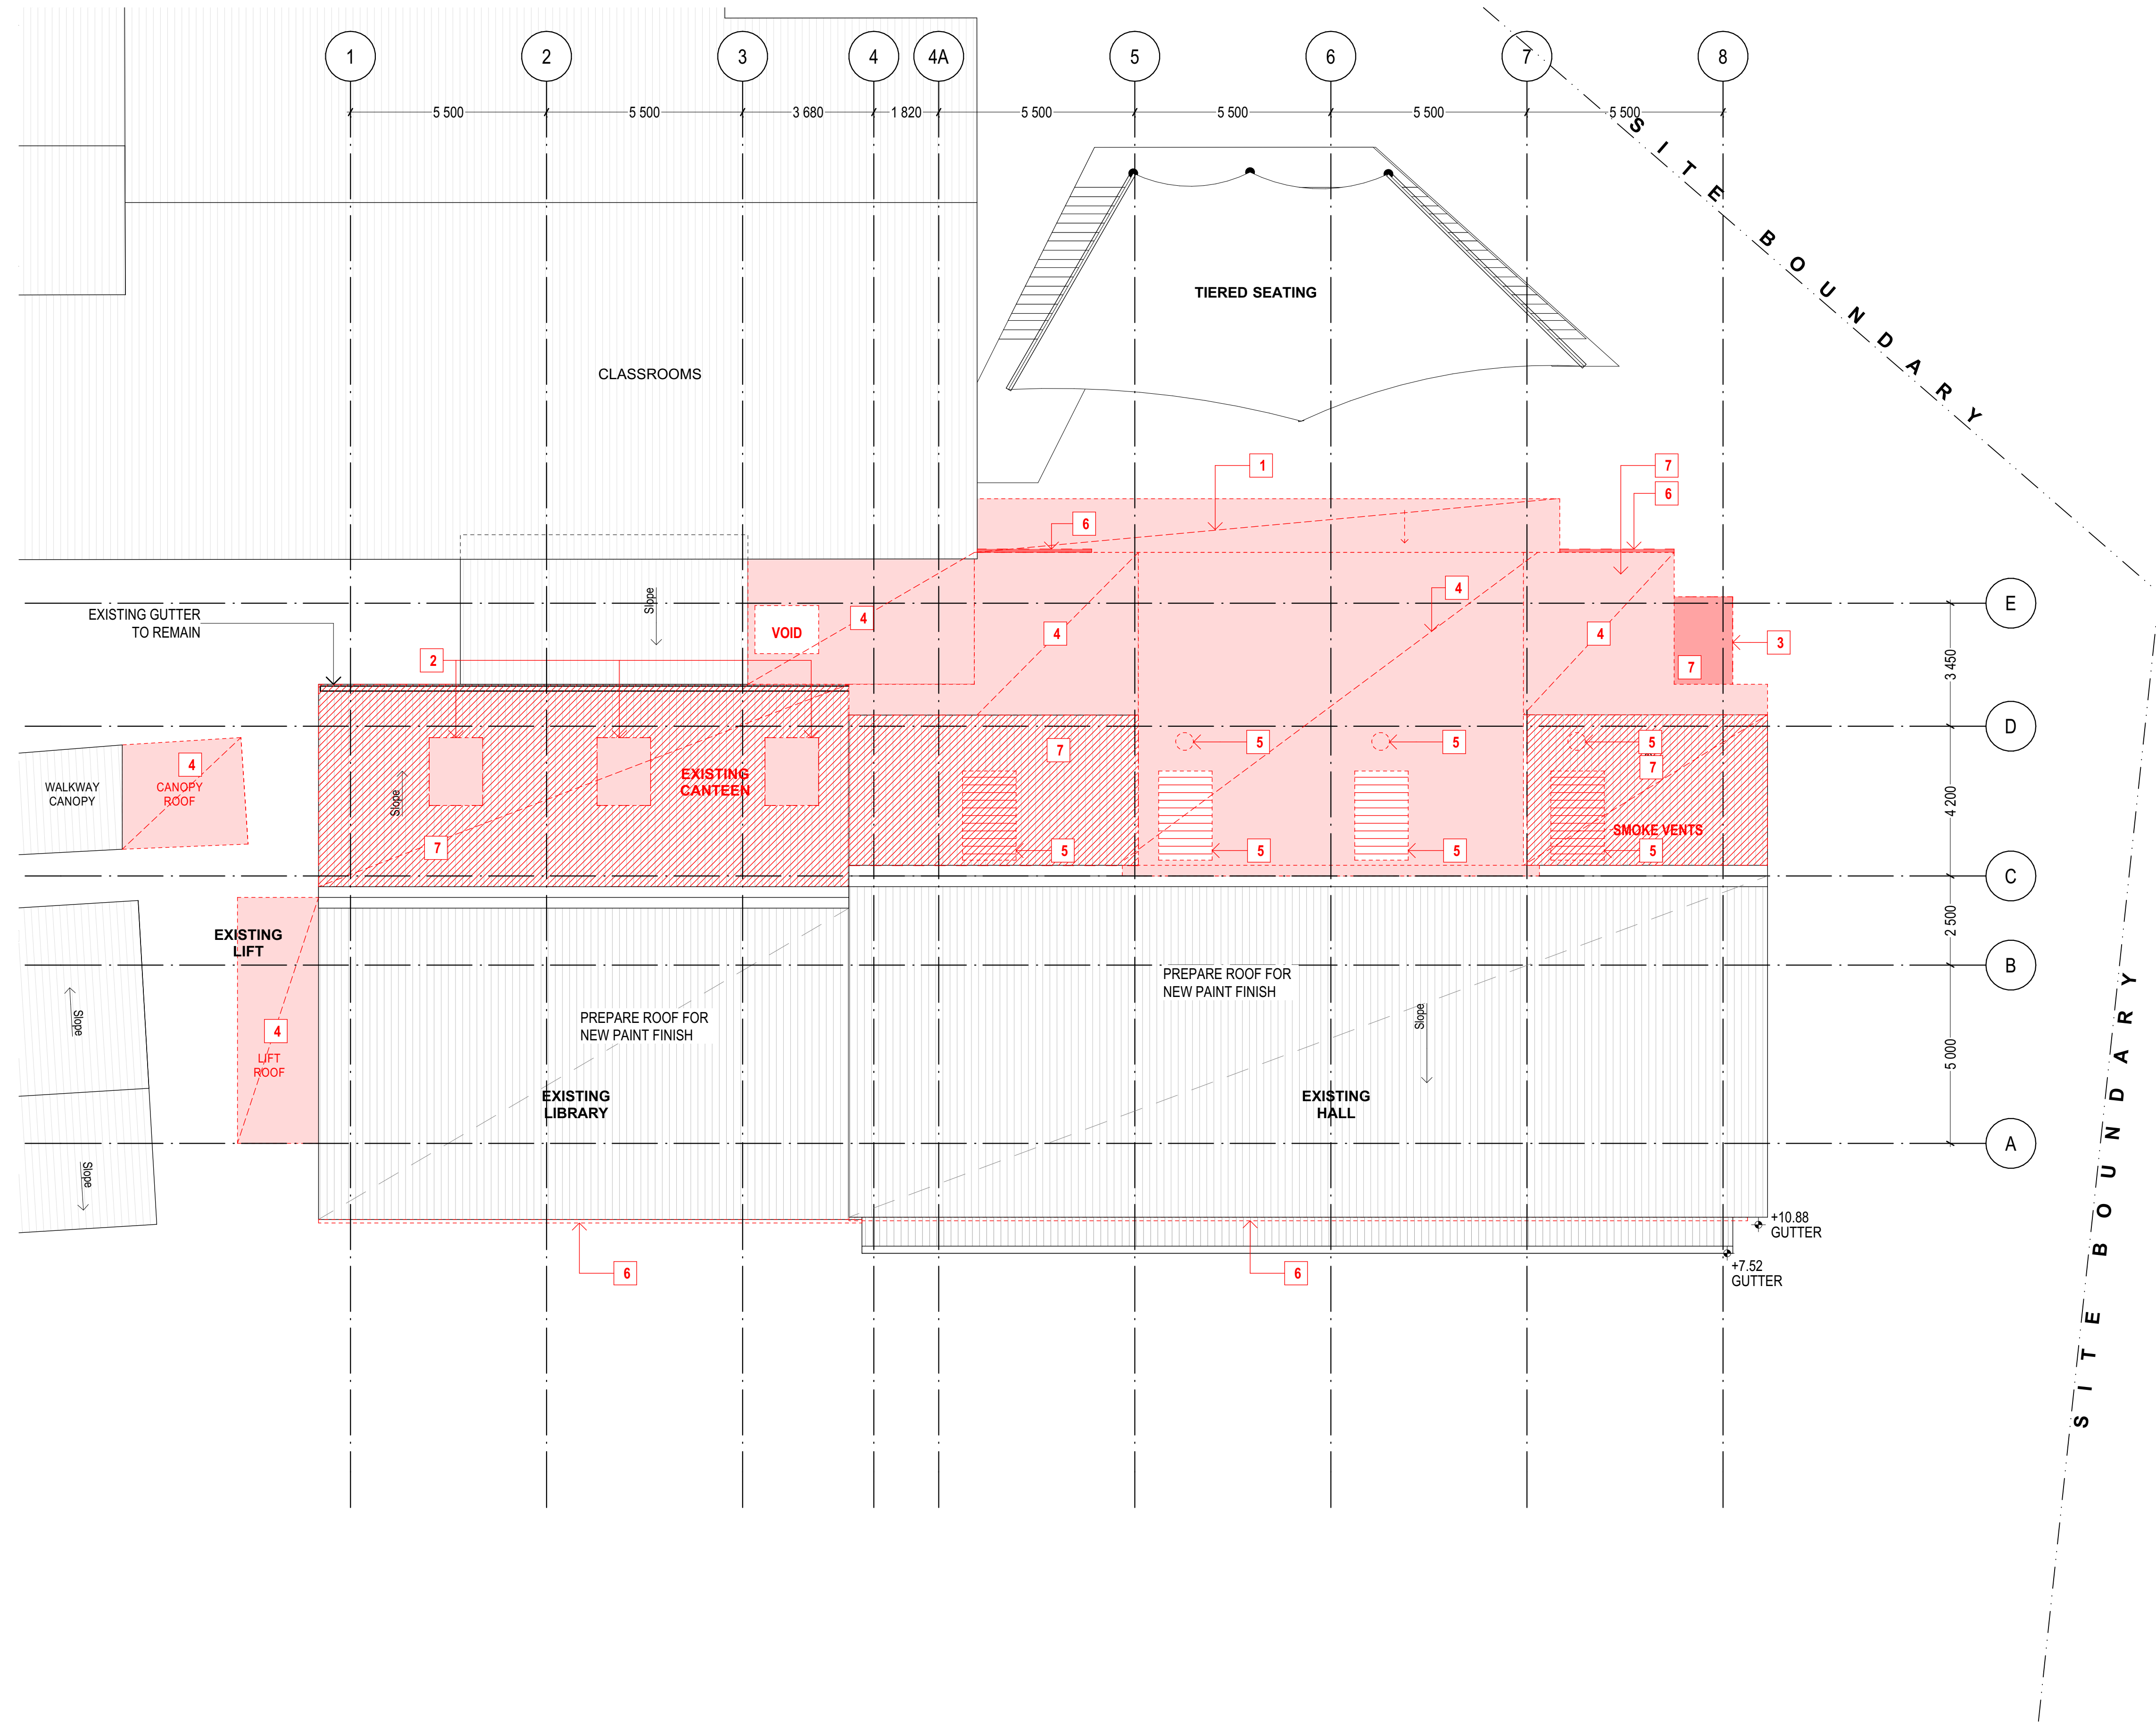 1 2 3 4 4A 5 6 7 8
5 500 5 500 3 680 1 820 5 500 5 500 5 500 5 500
SITE BOUNDARY
TIERED SEATING
CLASSROOMS
1
7
6
6
EXISTING GUTTER
TO REMAIN
Slope
VOID
4
4
4
4
E
3
7
3 450
2
D
WALKWAY
CANOPY
4
CANOPY
ROOF
Slope
EXISTING
CANTEEN
7
7
5
5
5
7
4 200
SMOKE VENTS
5
5
5
5
C
2 500
EXISTING
LIFT
B
PREPARE ROOF FOR
NEW PAINT FINISH
Slope
4
LIFT
ROOF
PREPARE ROOF FOR
NEW PAINT FINISH
Slope
5 000
EXISTING
LIBRARY
EXISTING
HALL
A
Slope
+10.88
GUTTER
+7.52
GUTTER
6
6
SITE BOUNDARY